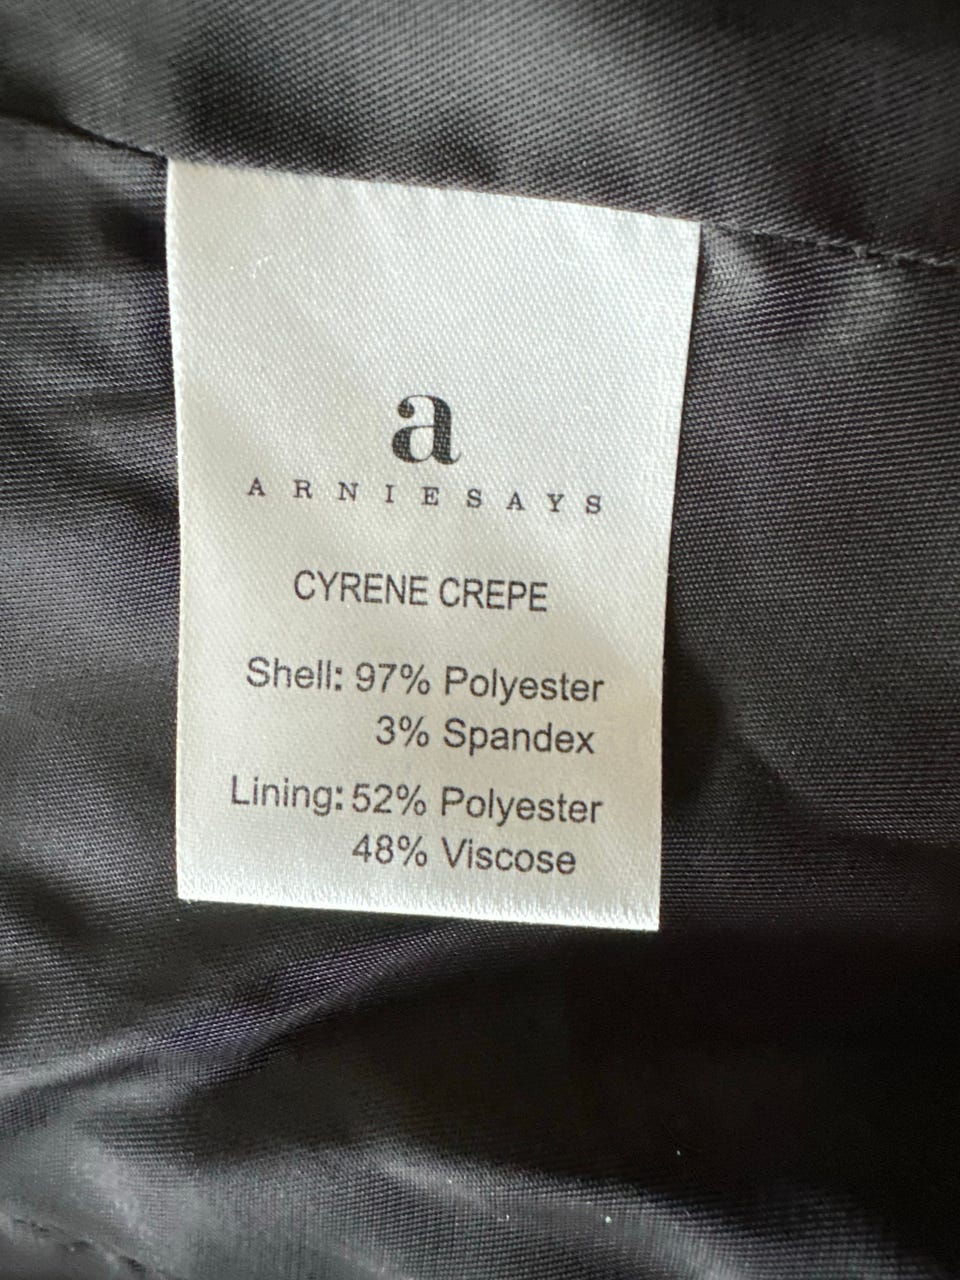 a
ARNIESAYS
CYRENE CREPE
Shell: 97% Polyester
3% Spandex
Lining: 52% Polyester
48% Viscose